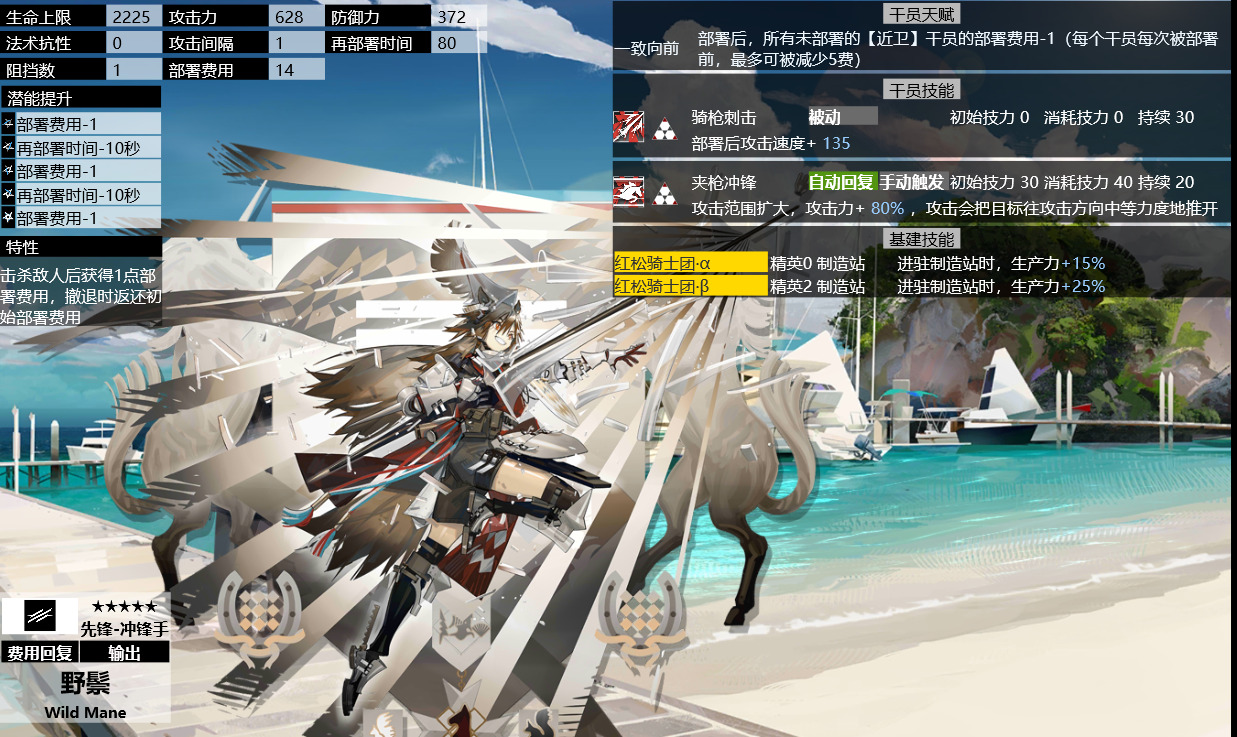 生命上限 2225 攻击力 628 防御力 372
法术抗性 0 攻击间隔 1 再部署时间 80
阻挡数 1 部署费用 14
潜能提升
部署费用-1
再部署时间-10秒
部署费用-1
再部署时间-10秒
部署费用-1
特性
击杀敌人后获得1点部
署费用，撤退时返还初
始部署费用
★★★★★
先锋-冲锋手
费用回复 输出
野鬃
Wild Mane
干员天赋
一致向前
部署后，所有未部署的【近卫】干员的部署费用-1（每个干员每次被部署
前，最多可被减少5费）
干员技能
骑枪刺击 被动 初始技力 0 消耗技力 0 持续 30
部署后攻击速度+ 135
夹枪冲锋 自动回复 手动触发 初始技力 30 消耗技力 40 持续 20
攻击范围扩大，攻击力+ 80% ，攻击会把目标往攻击方向中等力度地推开
基建技能
红松骑士团·α 精英0 制造站 进驻制造站时，生产力+15%
红松骑士团·β 精英2 制造站 进驻制造站时，生产力+25%